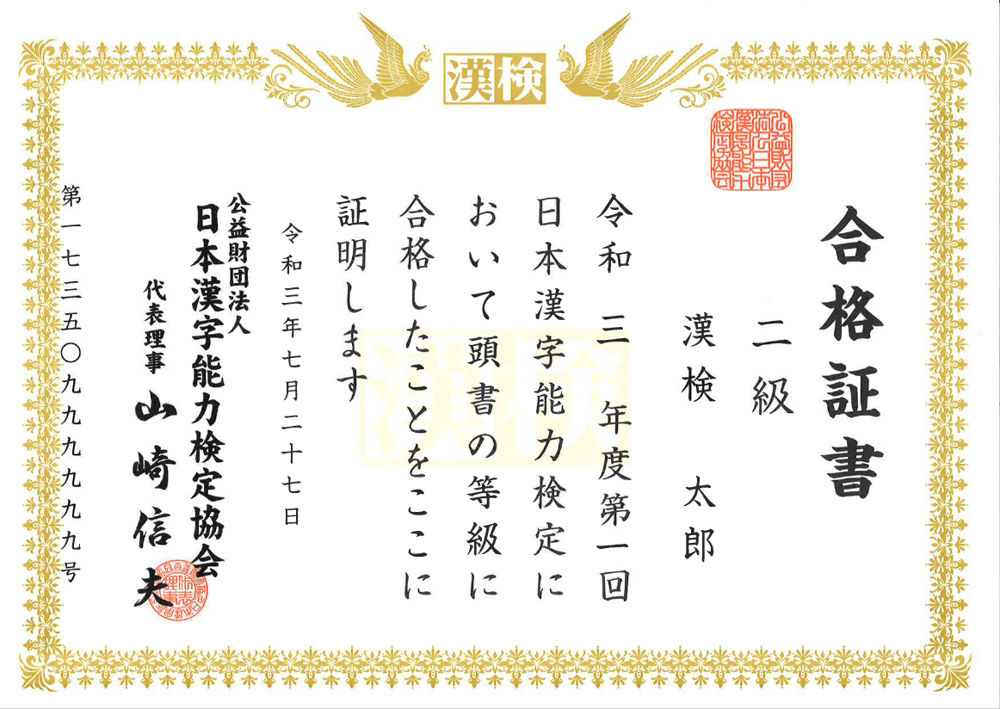 漢検
合格証書
二級
漢検 太郎
令和 三 年度第一回
日本漢字能力検定に
おいて頭書の等級に
合格したことをここに
証明します
令和三年七月二十七日
公益財団法人
日本漢字能力検定協会
代表理事 山崎信夫
第一七三五〇九九九九九九号
漢検